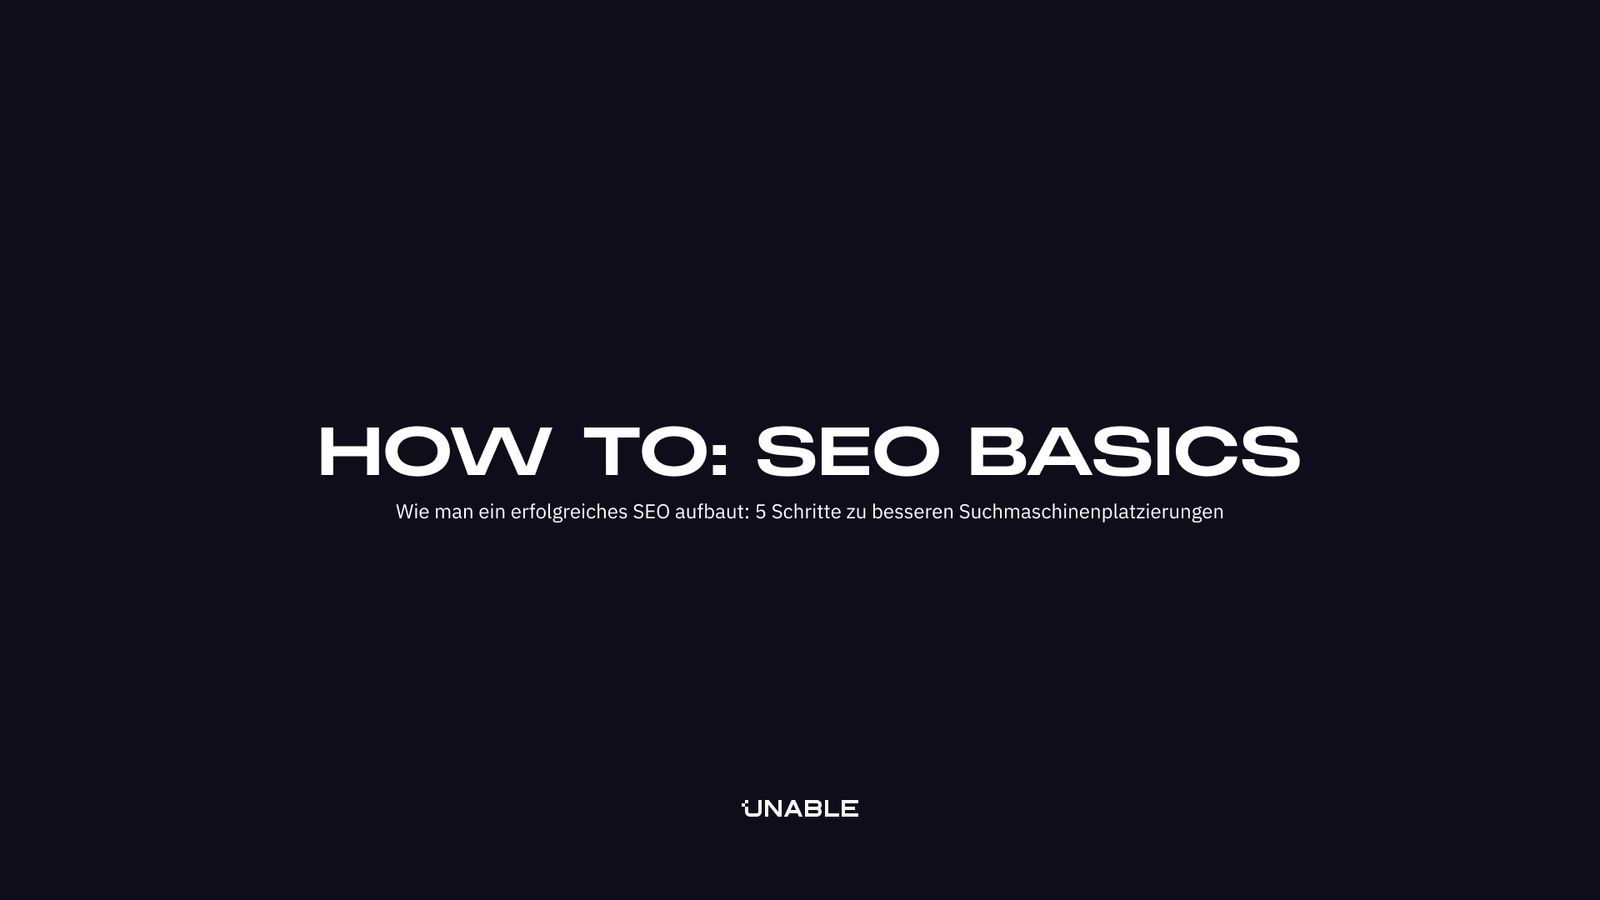 HOW TO: SEO BASICS
Wie man ein erfolgreiches SEO aufbaut: 5 Schritte zu besseren Suchmaschinenplatzierungen
UNABLE